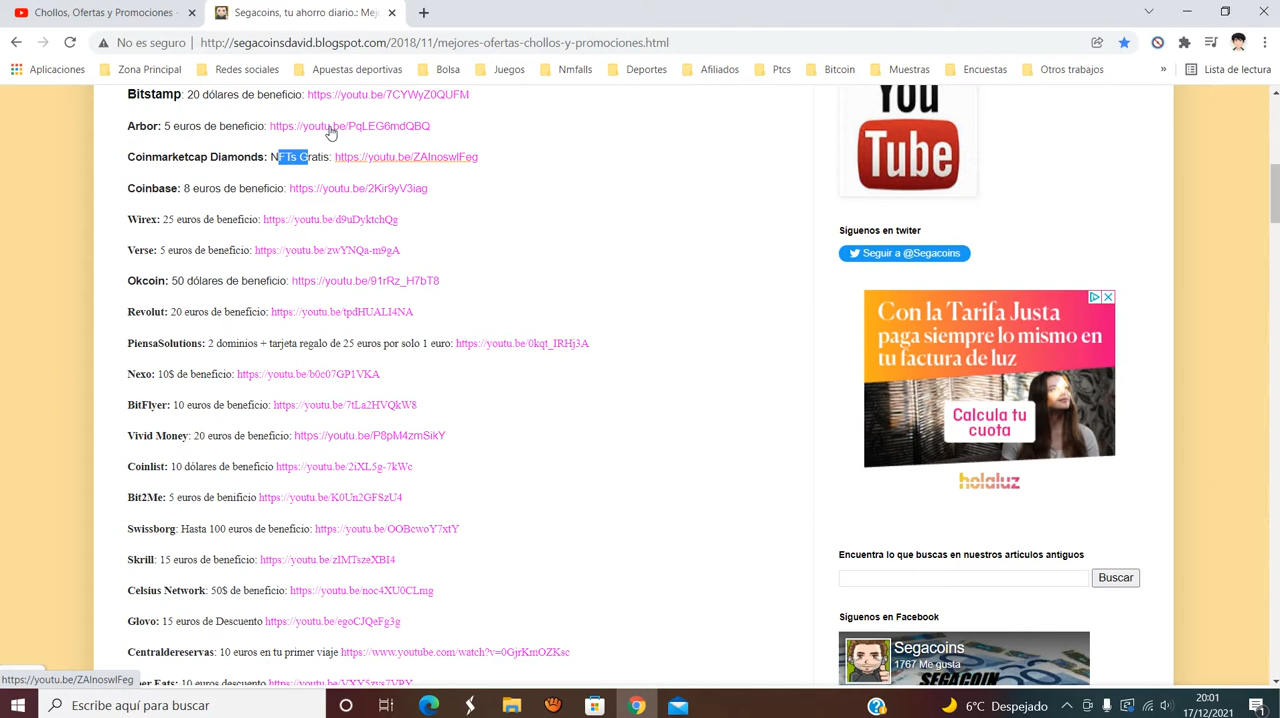 Chollos, Ofertas y Promociones -
Segacoins, tu ahorro diario.: Mej
No es seguro | http://segacoinsdavid.blogspot.com/2018/11/mejores-ofertas-chollos-y-promociones.html
Aplicaciones Zona Principal Redes sociales Apuestas deportivas Bolsa Juegos Nmfalls Deportes Afiliados Ptcs Bitcoin Muestras Encuestas Otros trabajos » Lista de lectura
Bitstamp: 20 dólares de beneficio: https://youtu.be/7CYWyZ0QUFM
Arbor: 5 euros de beneficio: https://youtu.be/PqLEG6mdQBQ
Coinmarketcap Diamonds: NFTs Gratis: https://youtu.be/ZAInoswIFeg
Coinbase: 8 euros de beneficio: https://youtu.be/2Kir9yV3iag
Wirex: 25 euros de beneficio: https://youtu.be/d9uDyktchQg
Verse: 5 euros de beneficio: https://youtu.be/zwYNQa-m9gA
Okcoin: 50 dólares de beneficio: https://youtu.be/91rRz_H7bT8
Revolut: 20 euros de beneficio: https://youtu.be/tpdHUALI4NA
PiensaSolutions: 2 dominios + tarjeta regalo de 25 euros por solo 1 euro: https://youtu.be/0kqt_IRHj3A
Nexo: 10$ de beneficio: https://youtu.be/b0c07GP1VKA
BitFlyer: 10 euros de beneficio: https://youtu.be/7tLa2HVQkW8
Vivid Money: 20 euros de beneficio: https://youtu.be/P8pM4zmSikY
Coinlist: 10 dólares de beneficio https://youtu.be/2iXL5g-7kWc
Bit2Me: 5 euros de benificio https://youtu.be/K0Un2GFSzU4
Swissborg: Hasta 100 euros de beneficio: https://youtu.be/OOBcwoY7xtY
Skrill: 15 euros de beneficio: https://youtu.be/zIMTszeXBI4
Celsius Network: 50$ de beneficio: https://youtu.be/noc4XU0CLmg
Glovo: 15 euros de Descuento https://youtu.be/egoCJQeFg3g
Centraldereservas: 10 euros en tu primer viaje https://www.youtube.com/watch?v=0GjrKmOZKsc
You
Tube
Siguenos en twiter
Seguir a @Segacoins
Con la Tarifa Justa
paga siempre lo mismo en
tu factura de luz
Calcula tu
cuota
holaluz
Encuentra lo que buscas en nuestros articulos antiguos
Buscar
Siguenos en Facebook
Segacoins
1767 Me gusta
SEGACOIN
https://youtu.be/ZAInoswIFeg
Escribe aquí para buscar
6°C Despejado
20:01
17/12/2021
1